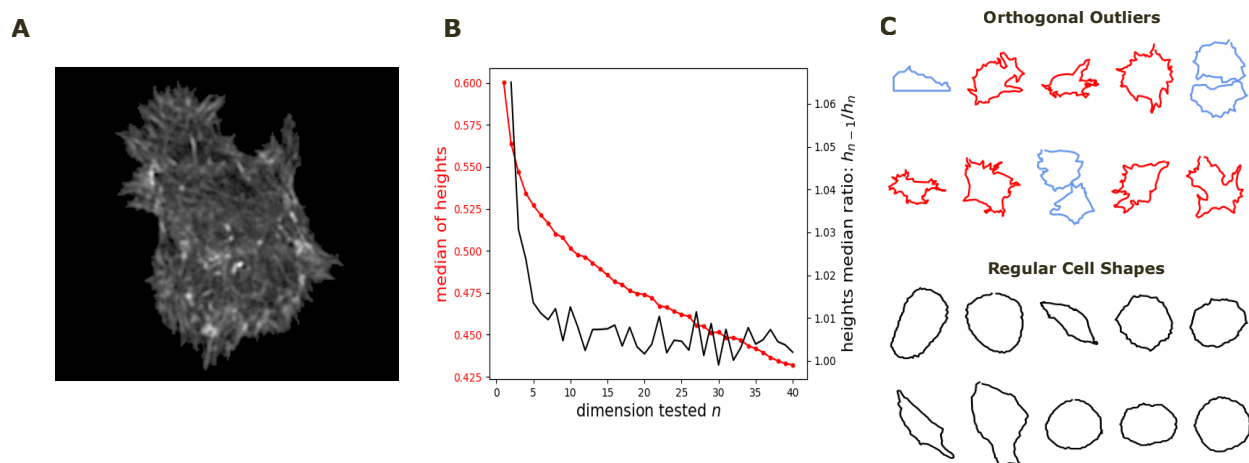 A
B
C
Orthogonal Outliers
0.600
0.575
0.550
0.525
0.500
0.475
0.450
0.425
median of heights
1.06
1.05
1.04
1.03
1.02
1.01
1.00
heights median ratio: hₙ₋₁/hₙ
0 5 10 15 20 25 30 35 40
dimension tested n
Regular Cell Shapes